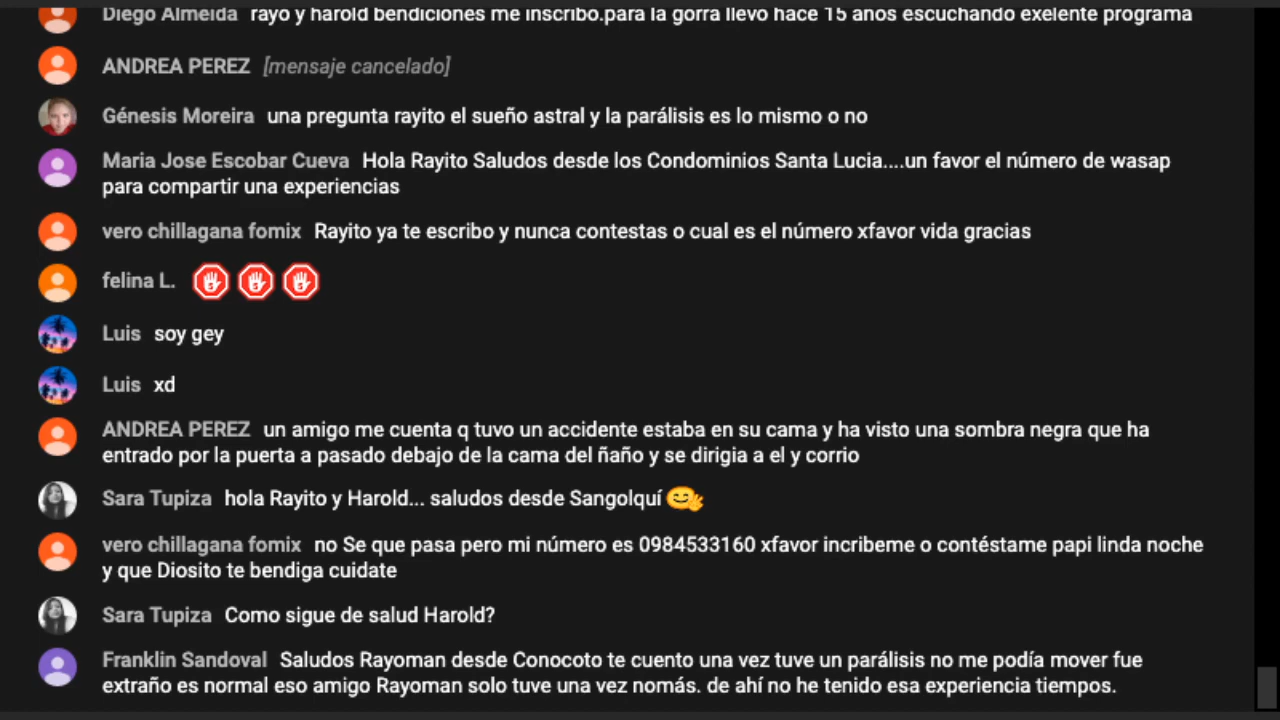 Diego Almeida rayo y harold bendiciones me inscribo.para la gorra llevo hace 15 años escuchando exelente programa
ANDREA PEREZ [mensaje cancelado]
Génesis Moreira una pregunta rayito el sueño astral y la parálisis es lo mismo o no
Maria Jose Escobar Cueva Hola Rayito Saludos desde los Condominios Santa Lucia....un favor el número de wasap
para compartir una experiencias
vero chillagana fomix Rayito ya te escribo y nunca contestas o cual es el número xfavor vida gracias
felina L.
Luis soy gey
Luis xd
ANDREA PEREZ un amigo me cuenta q tuvo un accidente estaba en su cama y ha visto una sombra negra que ha
entrado por la puerta a pasado debajo de la cama del ñaño y se dirigia a el y corrio
Sara Tupiza hola Rayito y Harold... saludos desde Sangolquí
vero chillagana fomix no Se que pasa pero mi número es 0984533160 xfavor incribeme o contéstame papi linda noche
y que Diosito te bendiga cuidate
Sara Tupiza Como sigue de salud Harold?
Franklin Sandoval Saludos Rayoman desde Conocoto te cuento una vez tuve un parálisis no me podía mover fue
extraño es normal eso amigo Rayoman solo tuve una vez nomás. de ahí no he tenido esa experiencia tiempos.